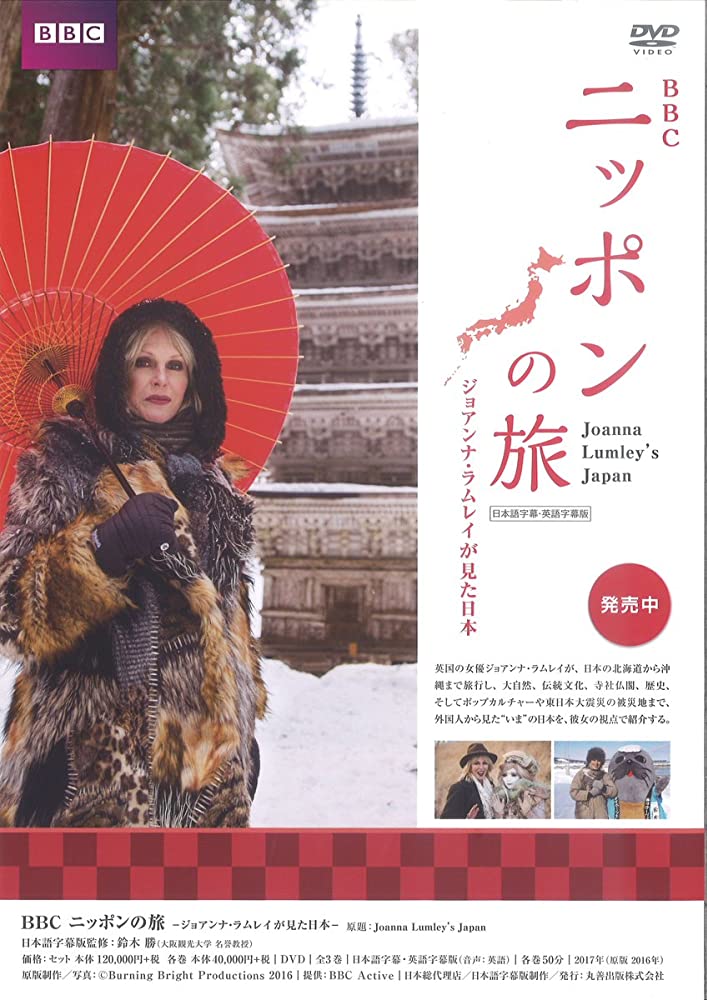 BBC
DVD
VIDEO
BBC
ニッポンの旅
Joanna
Lumley's
Japan
ジョアンナ・ラムレイが見た日本
日本語字幕・英語字幕版
発売中
英国の女優ジョアンナ・ラムレイが、日本の北海道から沖
縄まで旅行し、大自然、伝統文化、寺社仏閣、歴史、
そしてポップカルチャーや東日本大震災の被災地まで、
外国人から見た“いま”の日本を、彼女の視点で紹介する。
BBC ニッポンの旅 –ジョアンナ・ラムレイが見た日本– 原題：Joanna Lumley's Japan
日本語字幕版監修：鈴木 勝（大阪観光大学 名誉教授）
価格：セット 本体 120,000円+税 各巻 本体 40,000円+税｜DVD｜全3巻｜日本語字幕・英語字幕版（音声：英語）｜各巻50分｜2017年（原版 2016年）
原版制作／写真：©Burning Bright Productions 2016｜提供：BBC Active｜日本総代理店／日本語字幕版制作／発行：丸善出版株式会社